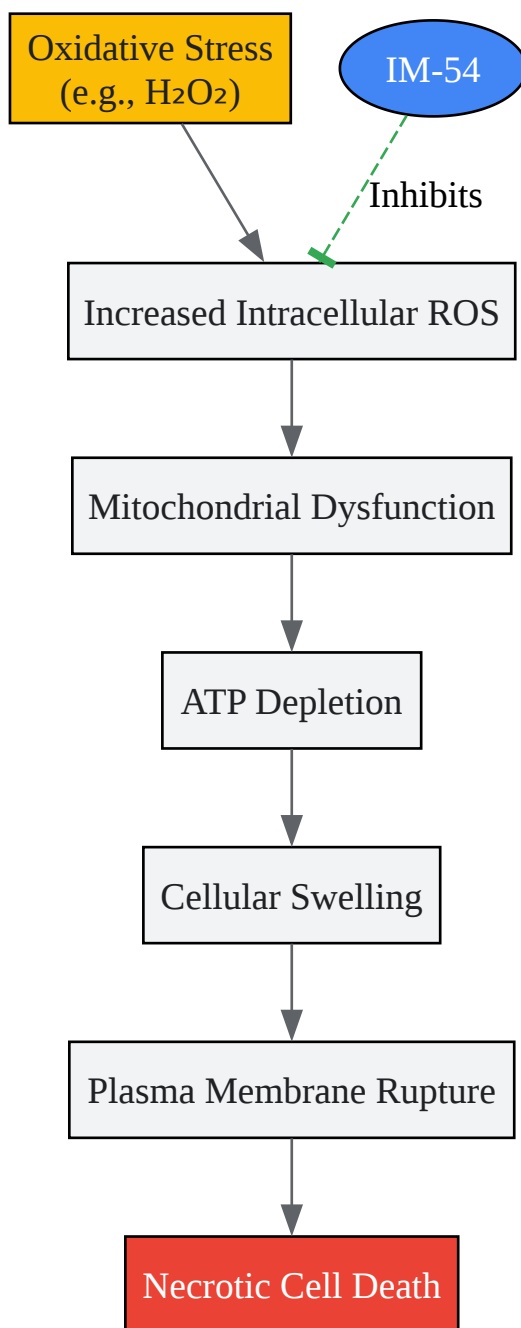 Oxidative Stress
(e.g., H₂O₂)
IM-54
Inhibits
Increased Intracellular ROS
Mitochondrial Dysfunction
ATP Depletion
Cellular Swelling
Plasma Membrane Rupture
Necrotic Cell Death